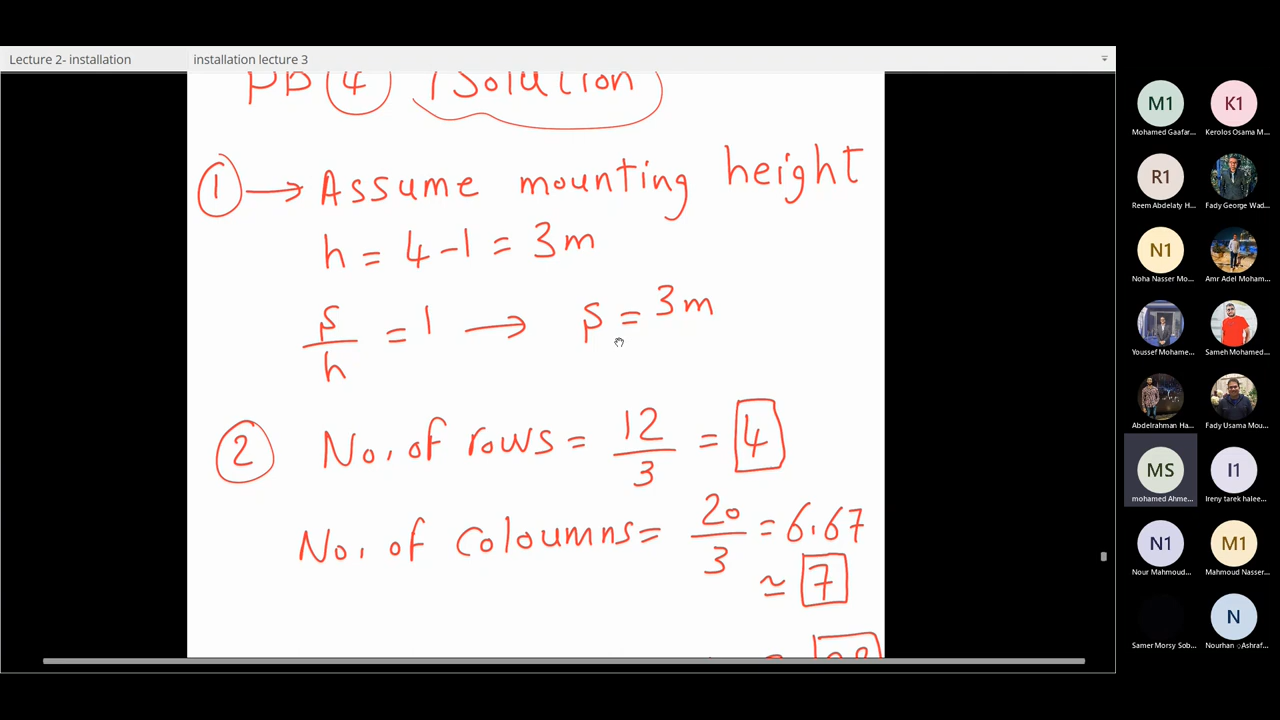 Lecture 2- installation
installation lecture 3
PB (4) (Solution)
① → Assume mounting height
h = 4 - 1 = 3m
S/h = 1 → S = 3m
② No. of rows = 12/3 = 4
No. of coloumns = 20/3 = 6.67
≃ 7
M1
K1
Mohamed Gaafar...
Kerolos Osama M...
R1
Reem Abdelaty H...
Fady George Wad...
N1
Noha Nasser Mo...
Amr Adel Moham...
Youssef Mohame...
Sameh Mohamed...
Abdelrahman Ha...
Fady Usama Mou...
MS
I1
mohamed Ahme...
Ireny tarek halee...
N1
M1
Nour Mahmoud...
Mahmoud Nasser...
N
Samer Morsy Sob...
Nourhan Ashraf...